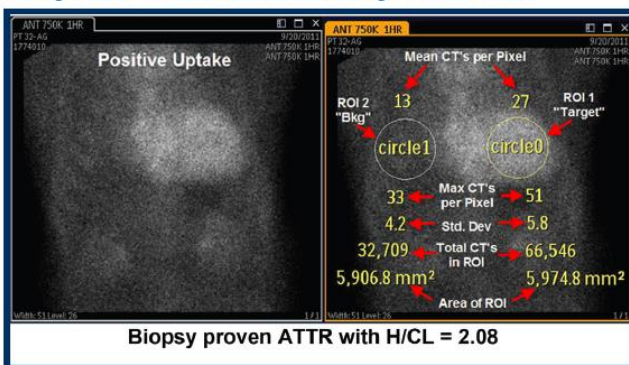 ANT 750K 1HR
PT 32-AG
1774010
9/20/2011
ANT 750K 1HR
ANT 750K 1HR
Positive Uptake
Width: 51 Level: 26
1/1
ANT 750K 1HR
PT 32-AG
1774010
9/20/2011
ANT 750K 1HR
ANT 750K 1HR
Mean CT's per Pixel
13 27
ROI 2
"Bkg"
ROI 1
"Target"
circle1 circle0
33 Max CT's per Pixel 51
4.2 Std. Dev 5.8
32,709 Total CT's in ROI 66,546
5,906.8 mm² 5,974.8 mm²
Area of ROI
Width: 51 Level: 26
1/1
Biopsy proven ATTR with H/CL = 2.08